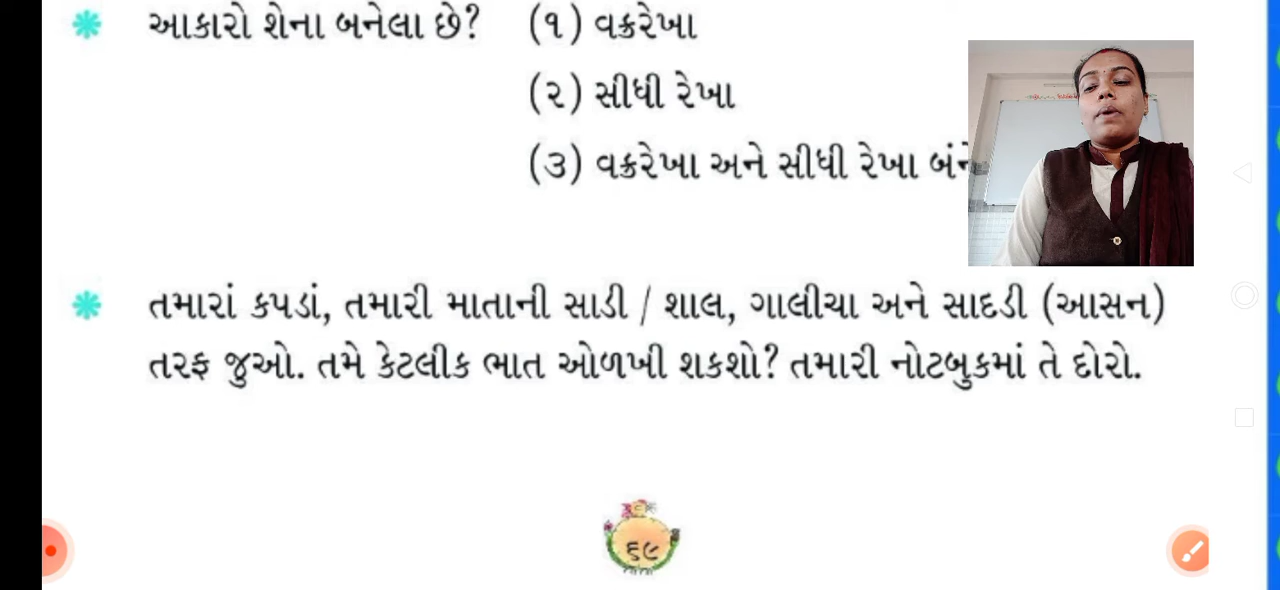 આકારો શેના બનેલા છે? (૧) વક્રરેખા
(૨) સીધી રેખા
(૩) વક્રરેખા અને સીધી રેખા
તમારાં કપડાં, તમારી માતાની સાડી / શાલ, ગાલીચા અને સાદડી (આસન)
તરફ જુઓ. તમે કેટલીક ભાત ઓળખી શકશો? તમારી નોટબુકમાં તે દોરો.
૬૯